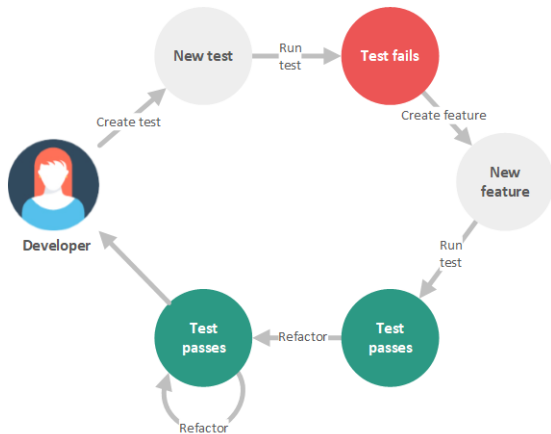 New test
Run
test
Test fails
Create test
Create feature
New
feature
Developer
Run
test
Test
passes
Refactor
Test
passes
Refactor